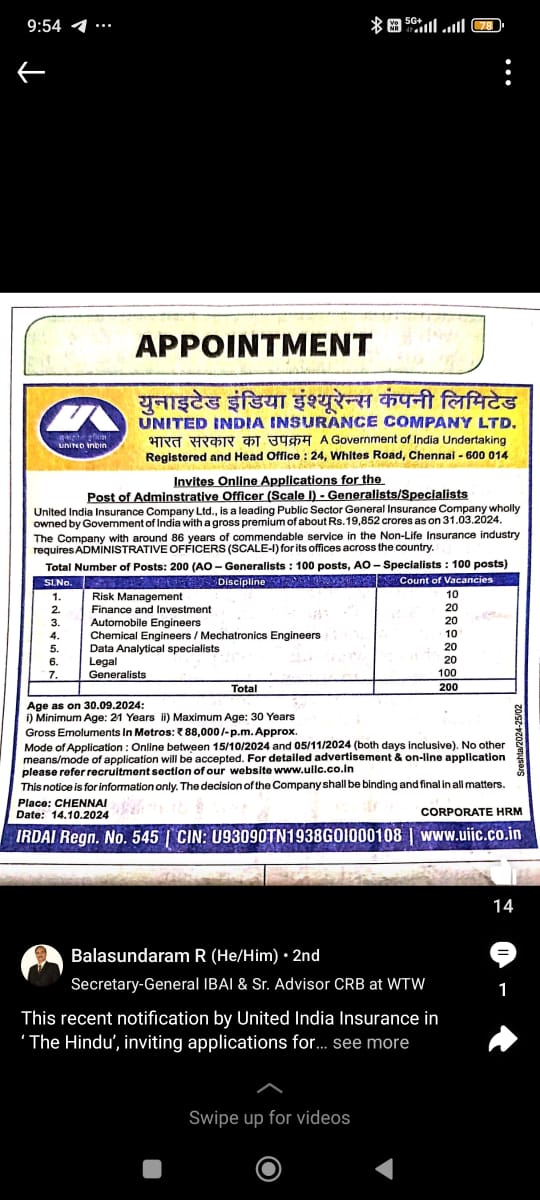 9:54
5G+
78
APPOINTMENT
युनाइटेड इंडिया इंश्यूरेन्स कंपनी लिमिटेड
UNITED INDIA INSURANCE COMPANY LTD.
भारत सरकार का उपक्रम A Government of India Undertaking
Registered and Head Office : 24, Whites Road, Chennai - 600 014
युनाइटेड इंडिया
UNITED INDIA
Invites Online Applications for the
Post of Adminstrative Officer (Scale I) - Generalists/Specialists
United India Insurance Company Ltd., is a leading Public Sector General Insurance Company wholly
owned by Government of India with a gross premium of about Rs.19,852 crores as on 31.03.2024.
The Company with around 86 years of commendable service in the Non-Life Insurance industry
requires ADMINISTRATIVE OFFICERS (SCALE-I) for its offices across the country.
Total Number of Posts: 200 (AO – Generalists : 100 posts, AO – Specialists : 100 posts)
Sl.No. Discipline Count of Vacancies
1. Risk Management 10
2. Finance and Investment 20
3. Automobile Engineers 20
4. Chemical Engineers / Mechatronics Engineers 10
5. Data Analytical specialists 20
6. Legal 20
7. Generalists 100
Total 200
Age as on 30.09.2024:
i) Minimum Age: 21 Years ii) Maximum Age: 30 Years
Gross Emoluments In Metros: ₹ 88,000/- p.m. Approx.
Mode of Application : Online between 15/10/2024 and 05/11/2024 (both days inclusive). No other
means/mode of application will be accepted. For detailed advertisement & on-line application
please refer recruitment section of our website www.uiic.co.in
This notice is for information only. The decision of the Company shall be binding and final in all matters.
Place: CHENNAI
Date: 14.10.2024 CORPORATE HRM
Sreshta/2024-25/02
IRDAI Regn. No. 545 | CIN: U93090TN1938GOI000108 | www.uiic.co.in
14
Balasundaram R (He/Him) • 2nd
Secretary-General IBAI & Sr. Advisor CRB at WTW
1
This recent notification by United India Insurance in
‘ The Hindu’, inviting applications for... see more
Swipe up for videos